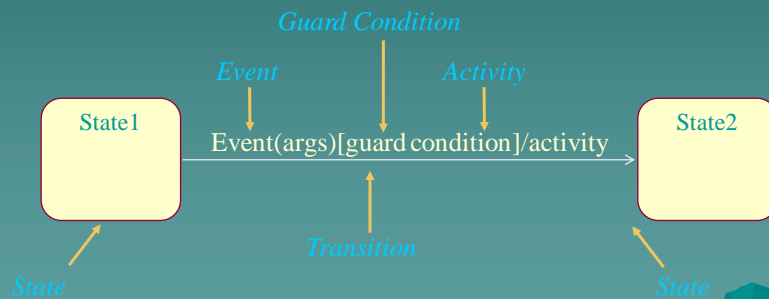 Guard Condition
Event
Activity
State1
Event(args)[guard condition]/activity
State2
Transition
State
State